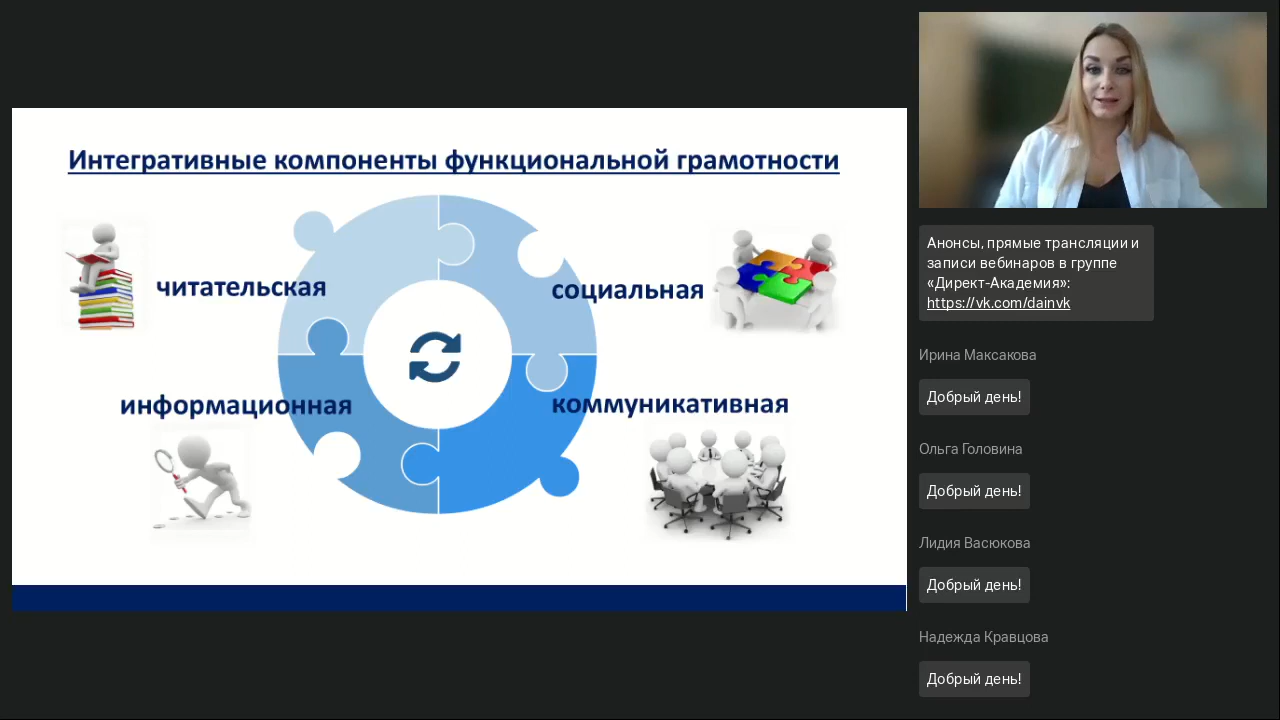 Интегративные компоненты функциональной грамотности
читательская
социальная
информационная
коммуникативная
Анонсы, прямые трансляции и
записи вебинаров в группе
«Директ-Академия»:
https://vk.com/dainvk
Ирина Максакова
Добрый день!
Ольга Головина
Добрый день!
Лидия Васюкова
Добрый день!
Надежда Кравцова
Добрый день!